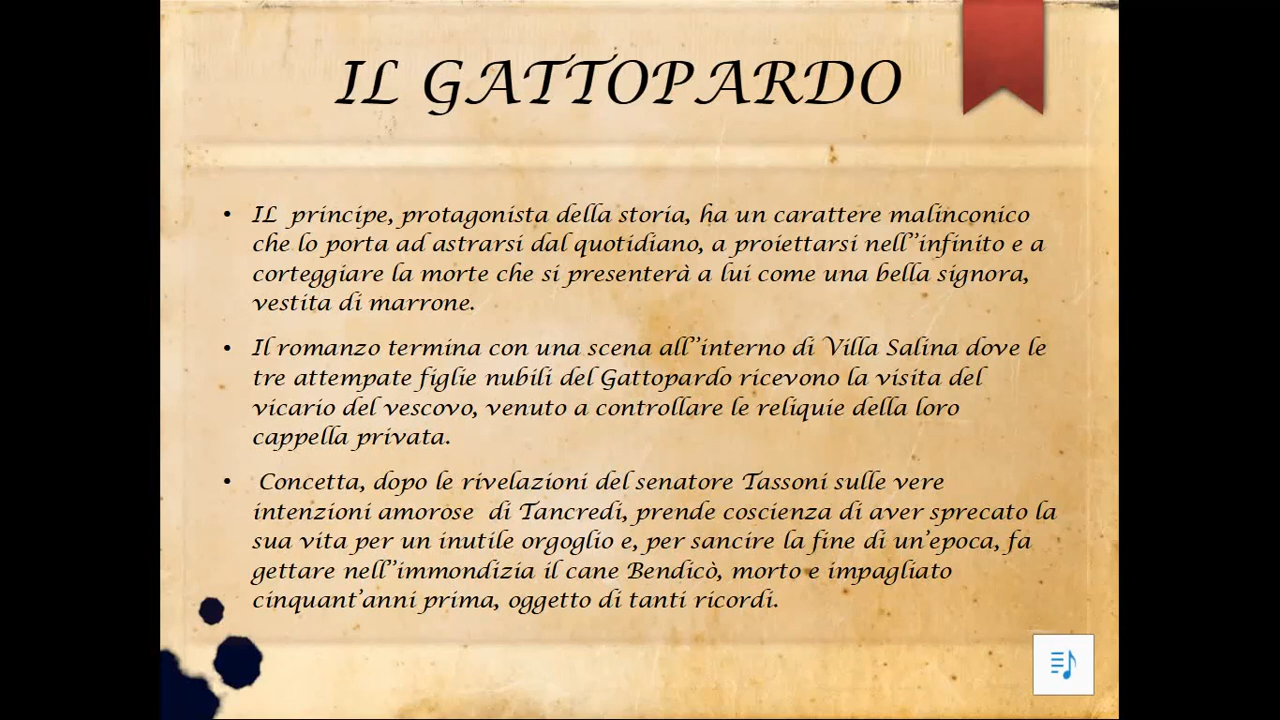 IL GATTOPARDO
• IL principe, protagonista della storia, ha un carattere malinconico
che lo porta ad astrarsi dal quotidiano, a proiettarsi nell’’infinito e a
corteggiare la morte che si presenterà a lui come una bella signora,
vestita di marrone.
• Il romanzo termina con una scena all’’interno di Villa Salina dove le
tre attempate figlie nubili del Gattopardo ricevono la visita del
vicario del vescovo, venuto a controllare le reliquie della loro
cappella privata.
• Concetta, dopo le rivelazioni del senatore Tassoni sulle vere
intenzioni amorose di Tancredi, prende coscienza di aver sprecato la
sua vita per un inutile orgoglio e, per sancire la fine di un’epoca, fa
gettare nell’’immondizia il cane Bendicò, morto e impagliato
cinquant’anni prima, oggetto di tanti ricordi.